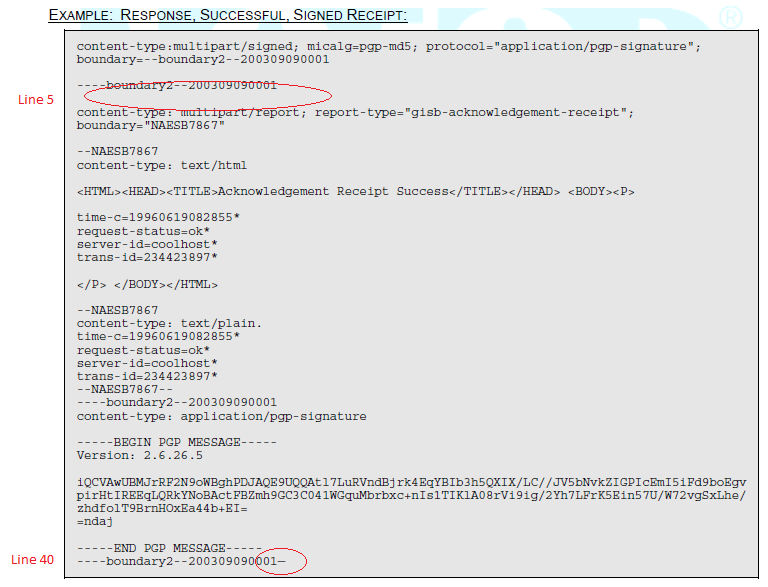 EXAMPLE: RESPONSE, SUCCESSFUL, SIGNED RECEIPT:
®
content-type:multipart/signed; micalg=pgp-md5; protocol="application/pgp-signature";
boundary=--boundary2--200309090001
----boundary2--200309090001
Line 5
content-type: multipart/report; report-type="gisb-acknowledgement-receipt";
boundary="NAESB7867"
--NAESB7867
content-type: text/html
<HTML><HEAD><TITLE>Acknowledgement Receipt Success</TITLE></HEAD> <BODY><P>
time-c=19960619082855*
request-status=ok*
server-id=coolhost*
trans-id=234423897*
</P> </BODY></HTML>
--NAESB7867
content-type: text/plain.
time-c=19960619082855*
request-status=ok*
server-id=coolhost*
trans-id=234423897*
--NAESB7867--
----boundary2--200309090001
content-type: application/pgp-signature
-----BEGIN PGP MESSAGE-----
Version: 2.6.26.5
iQCVAwUBMJrRF2N9oWBghPDJAQE9UQQAtl7LuRVndBjrk4EqYBIb3h5QXIX/LC//JV5bNvkZIGPIcEmI5iFd9boEgv
pirHtIREEqLQRkYNoBActFBZmh9GC3C041WGquMbrbxc+nIs1TIKlA08rVi9ig/2Yh7LFrK5Ein57U/W72vgSxLhe/
zhdfolT9BrnHOxEa44b+EI=
=ndaj
-----END PGP MESSAGE-----
Line 40
----boundary2--200309090001—